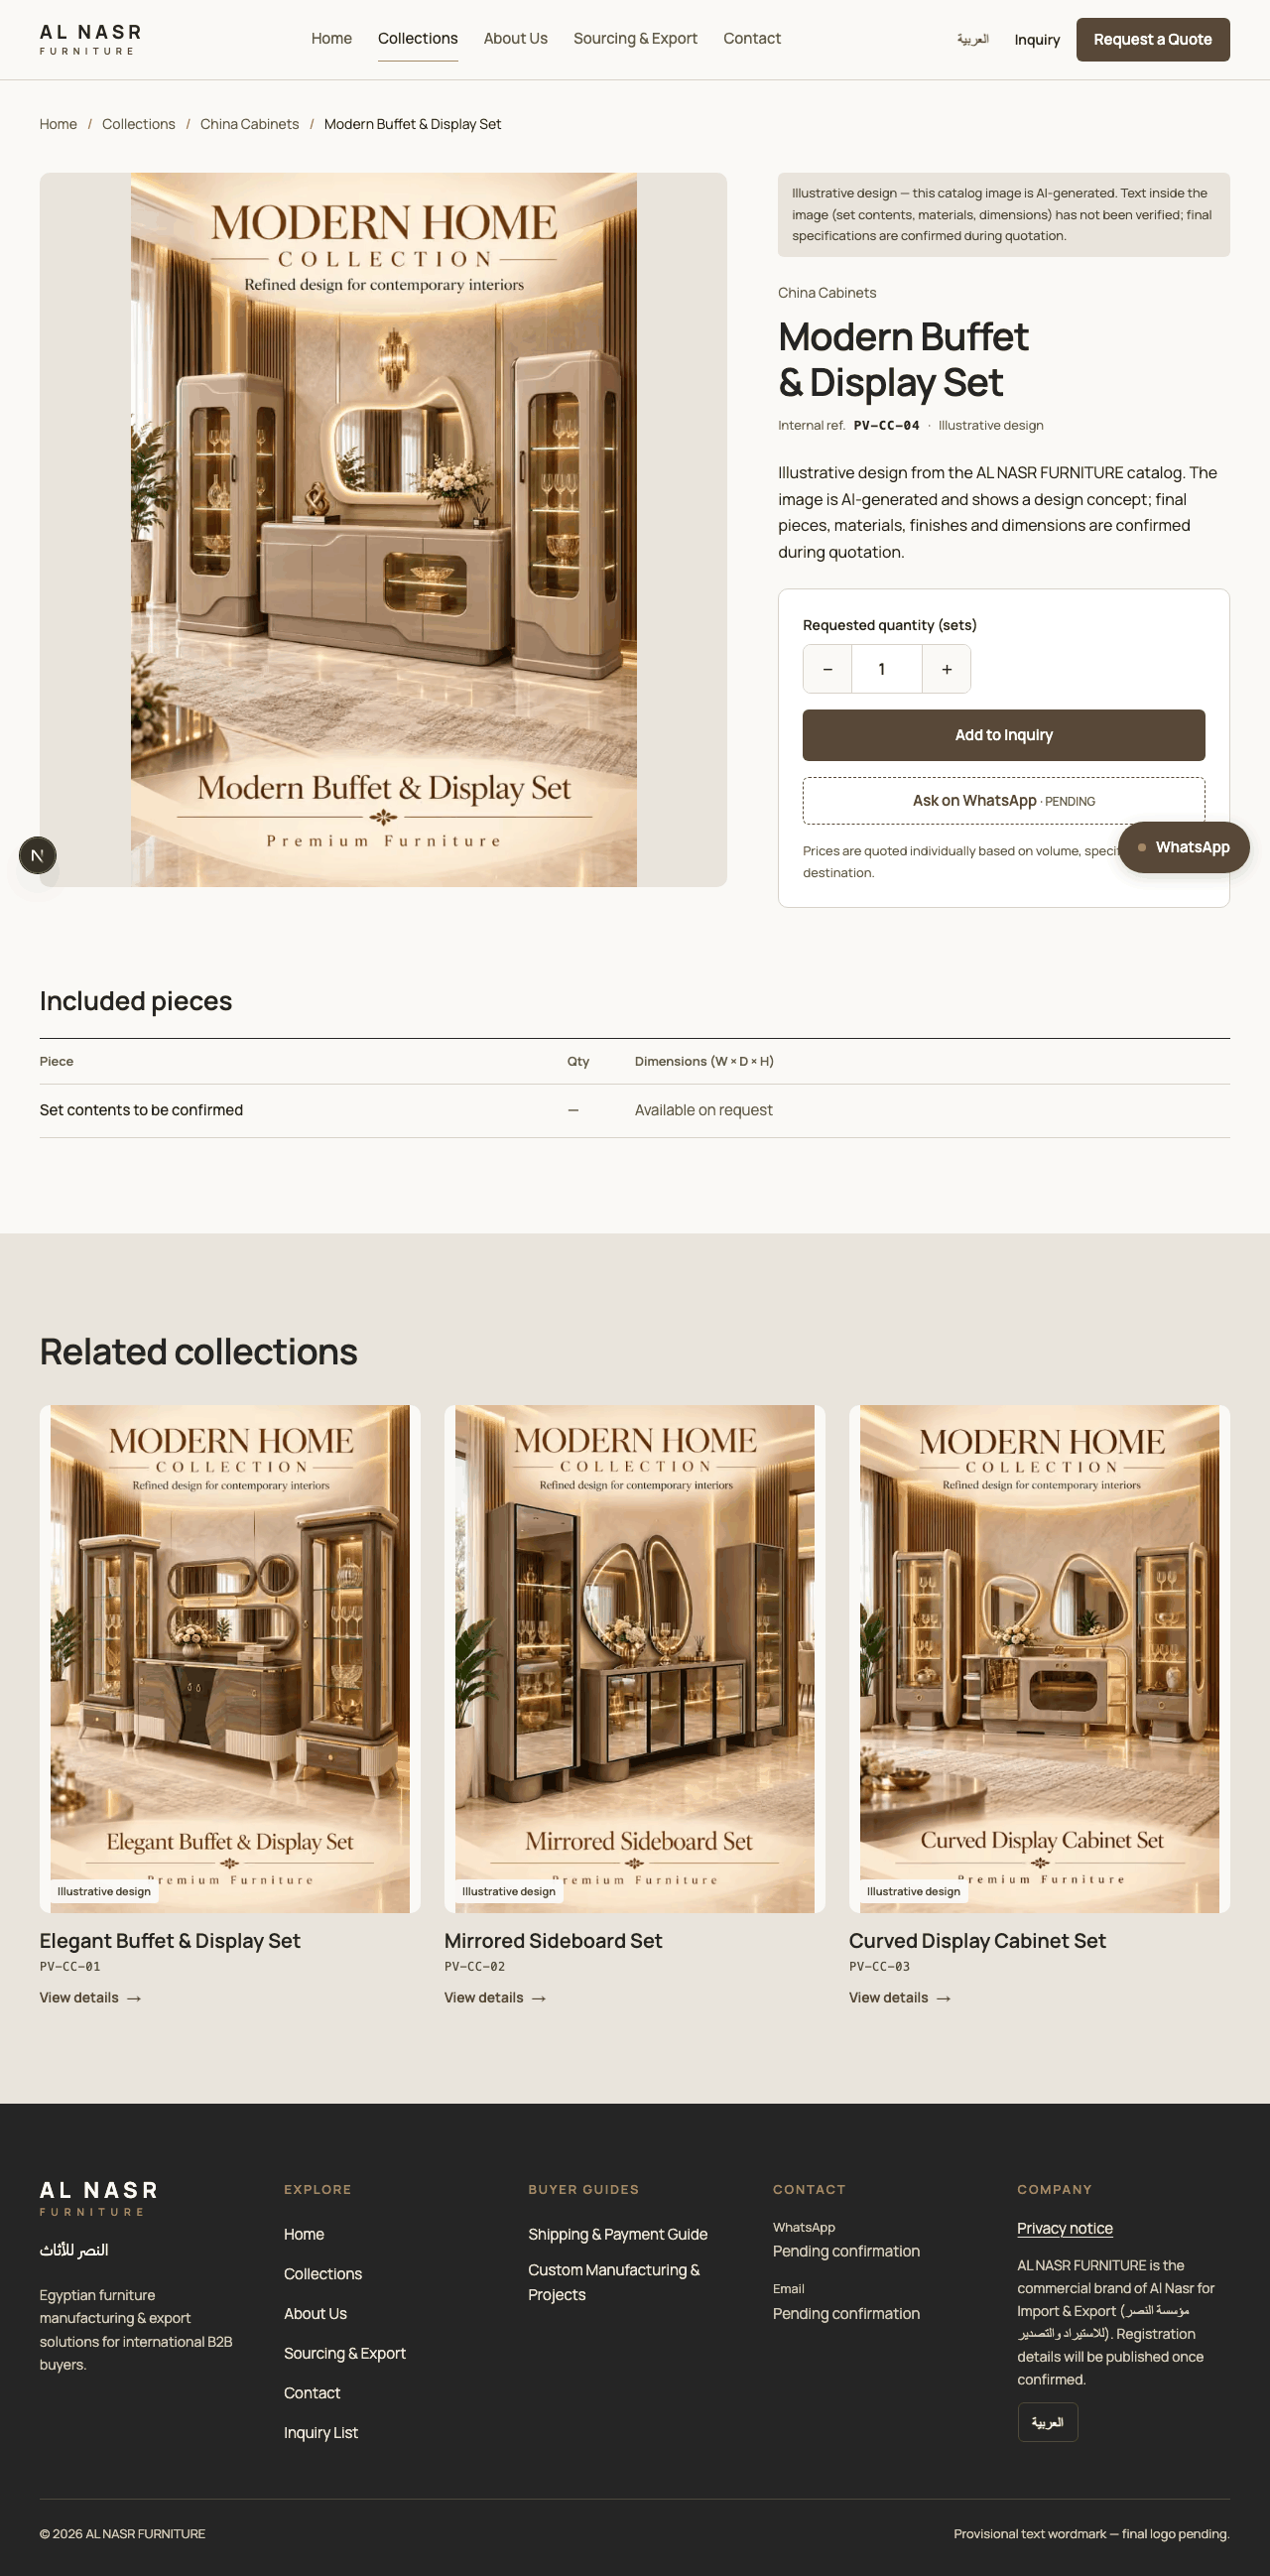 AL NASR
FURNITURE
Home
Collections
About Us
Sourcing & Export
Contact
العربية
Inquiry
Request a Quote
Home / Collections / China Cabinets / Modern Buffet & Display Set
MODERN HOME
COLLECTION
Refined design for contemporary interiors
Modern Buffet & Display Set
Premium Furniture
Illustrative design — this catalog image is AI-generated. Text inside the
image (set contents, materials, dimensions) has not been verified; final
specifications are confirmed during quotation.
China Cabinets
Modern Buffet
& Display Set
Internal ref. PV-CC-04 · Illustrative design
Illustrative design from the AL NASR FURNITURE catalog. The
image is AI-generated and shows a design concept; final
pieces, materials, finishes and dimensions are confirmed
during quotation.
Requested quantity (sets)
− 1 +
Add to Inquiry
Ask on WhatsApp · PENDING
Prices are quoted individually based on volume,
destination.
WhatsApp
N
Included pieces
Piece Qty Dimensions (W × D × H)
Set contents to be confirmed — Available on request
Related collections
MODERN HOME
COLLECTION
Refined design for contemporary interiors
Elegant Buffet & Display Set
Premium Furniture
Illustrative design
Elegant Buffet & Display Set
PV-CC-01
View details →
MODERN HOME
COLLECTION
Refined design for contemporary interiors
Mirrored Sideboard Set
Premium Furniture
Illustrative design
Mirrored Sideboard Set
PV-CC-02
View details →
MODERN HOME
COLLECTION
Refined design for contemporary interiors
Curved Display Cabinet Set
Premium Furniture
Illustrative design
Curved Display Cabinet Set
PV-CC-03
View details →
AL NASR
FURNITURE
النصر للأثاث
Egyptian furniture
manufacturing & export
solutions for international B2B
buyers.
EXPLORE
Home
Collections
About Us
Sourcing & Export
Contact
Inquiry List
BUYER GUIDES
Shipping & Payment Guide
Custom Manufacturing &
Projects
CONTACT
WhatsApp
Pending confirmation
Email
Pending confirmation
COMPANY
Privacy notice
AL NASR FURNITURE is the
commercial brand of Al Nasr for
Import & Export (مؤسسة النصر
للاستيراد والتصدير). Registration
details will be published once
confirmed.
العربية
© 2026 AL NASR FURNITURE
Provisional text wordmark — final logo pending.